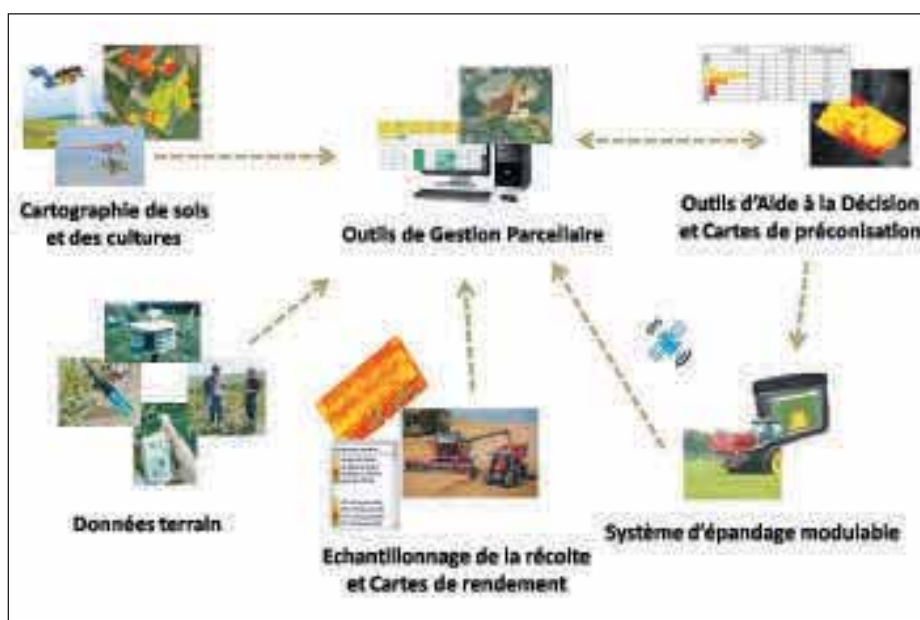 Cartographie de sols
et des cultures
Outils de Gestion Parcellaire
Outils d'Aide à la Décision
et Cartes de préconisation
Données terrain
Echantillonnage de la récolte
et Cartes de rendement
Système d'épandage modulable